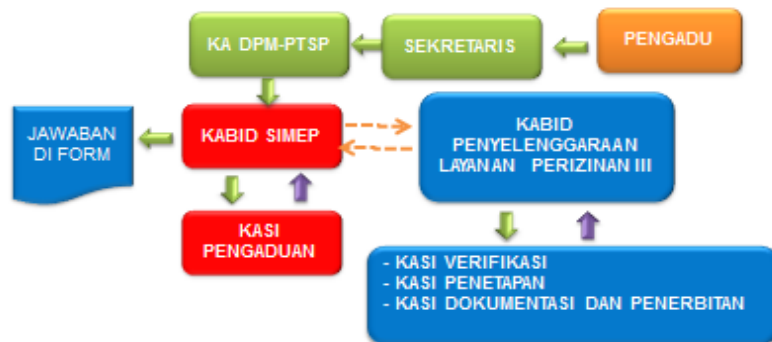 KA DPM-PTSP
SEKRETARIS
PENGADU
JAWABAN
DI FORM
KABID SIMEP
KABID
PENYELENGGARAAN
LAYANAN PERIZINAN III
KASI
PENGADUAN
- KASI VERIFIKASI
- KASI PENETAPAN
- KASI DOKUMENTASI DAN PENERBITAN